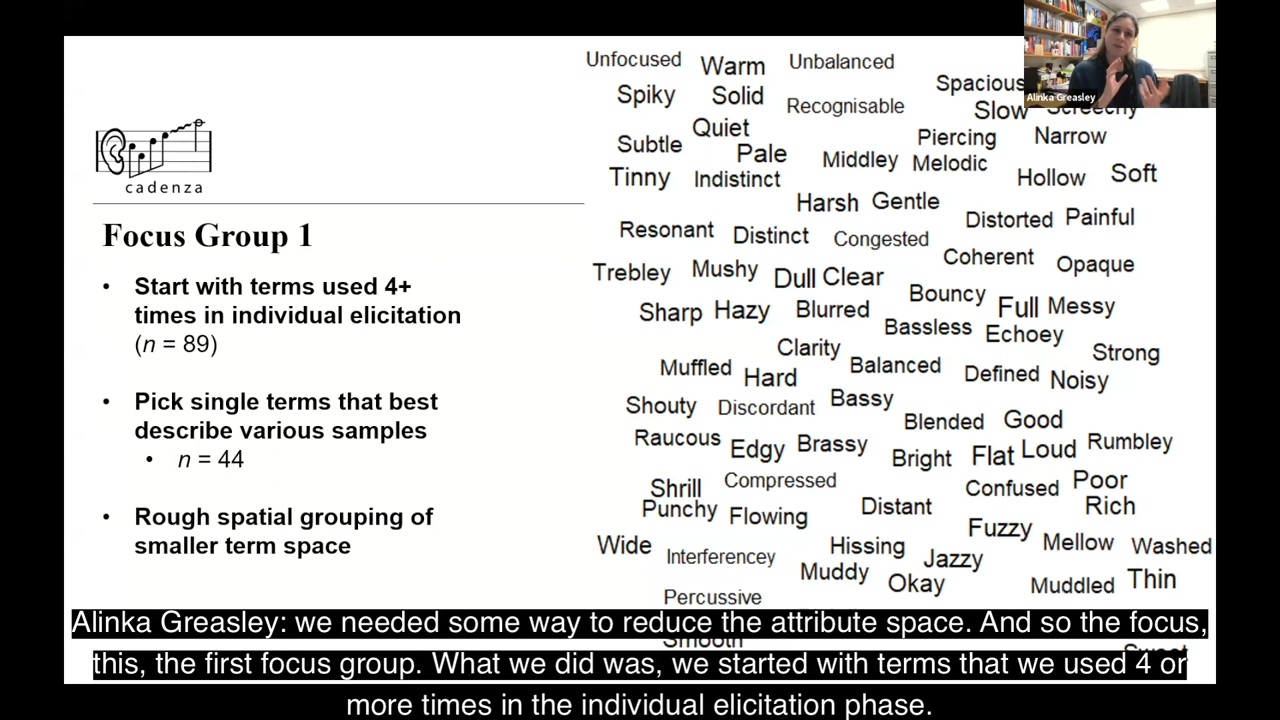 Alinka Greasley
cadenza
Focus Group 1
• Start with terms used 4+
times in individual elicitation
(n = 89)
• Pick single terms that best
describe various samples
• n = 44
• Rough spatial grouping of
smaller term space
Unfocused Warm Unbalanced
Spiky Solid Recognisable Spacious
Slow Screechy
Subtle Quiet Pale Middley Piercing Melodic Narrow
Tinny Indistinct Hollow Soft
Harsh Gentle
Resonant Distinct Congested Distorted Painful
Coherent Opaque
Trebley Mushy Dull Clear
Sharp Hazy Blurred Bouncy Full Messy
Bassless Echoey
Clarity Strong
Muffled Hard Balanced Defined Noisy
Shouty Discordant Bassy
Blended Good
Raucous Edgy Brassy Bright Flat Loud Rumbley
Shrill Compressed Confused Poor
Punchy Flowing Distant Rich
Fuzzy
Wide Interferencey Hissing Jazzy Mellow Washed
Muddy Okay Muddled Thin
Percussive
Smooth
Alinka Greasley: we needed some way to reduce the attribute space. And so the focus,
this, the first focus group. What we did was, we started with terms that we used 4 or
more times in the individual elicitation phase.